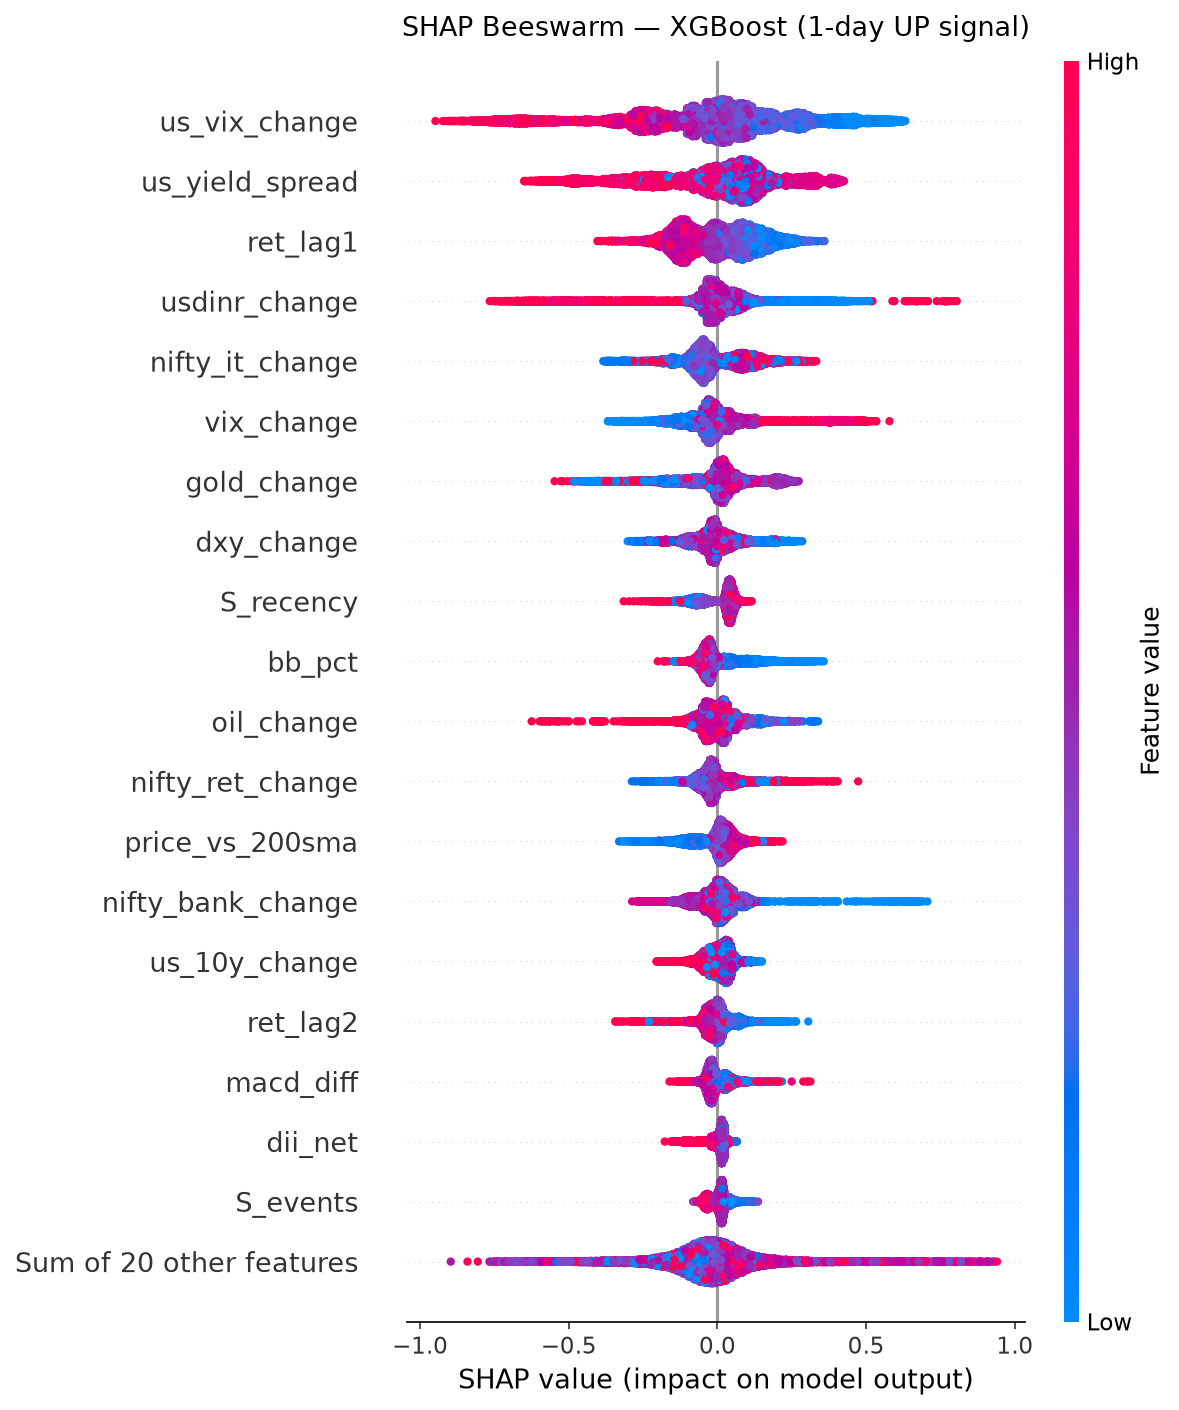 SHAP Beeswarm — XGBoost (1-day UP signal)
High
us_vix_change
us_yield_spread
ret_lag1
usdinr_change
nifty_it_change
vix_change
gold_change
dxy_change
S_recency
bb_pct
oil_change
nifty_ret_change
price_vs_200sma
nifty_bank_change
us_10y_change
ret_lag2
macd_diff
dii_net
S_events
Sum of 20 other features
Feature value
Low
−1.0 −0.5 0.0 0.5 1.0
SHAP value (impact on model output)